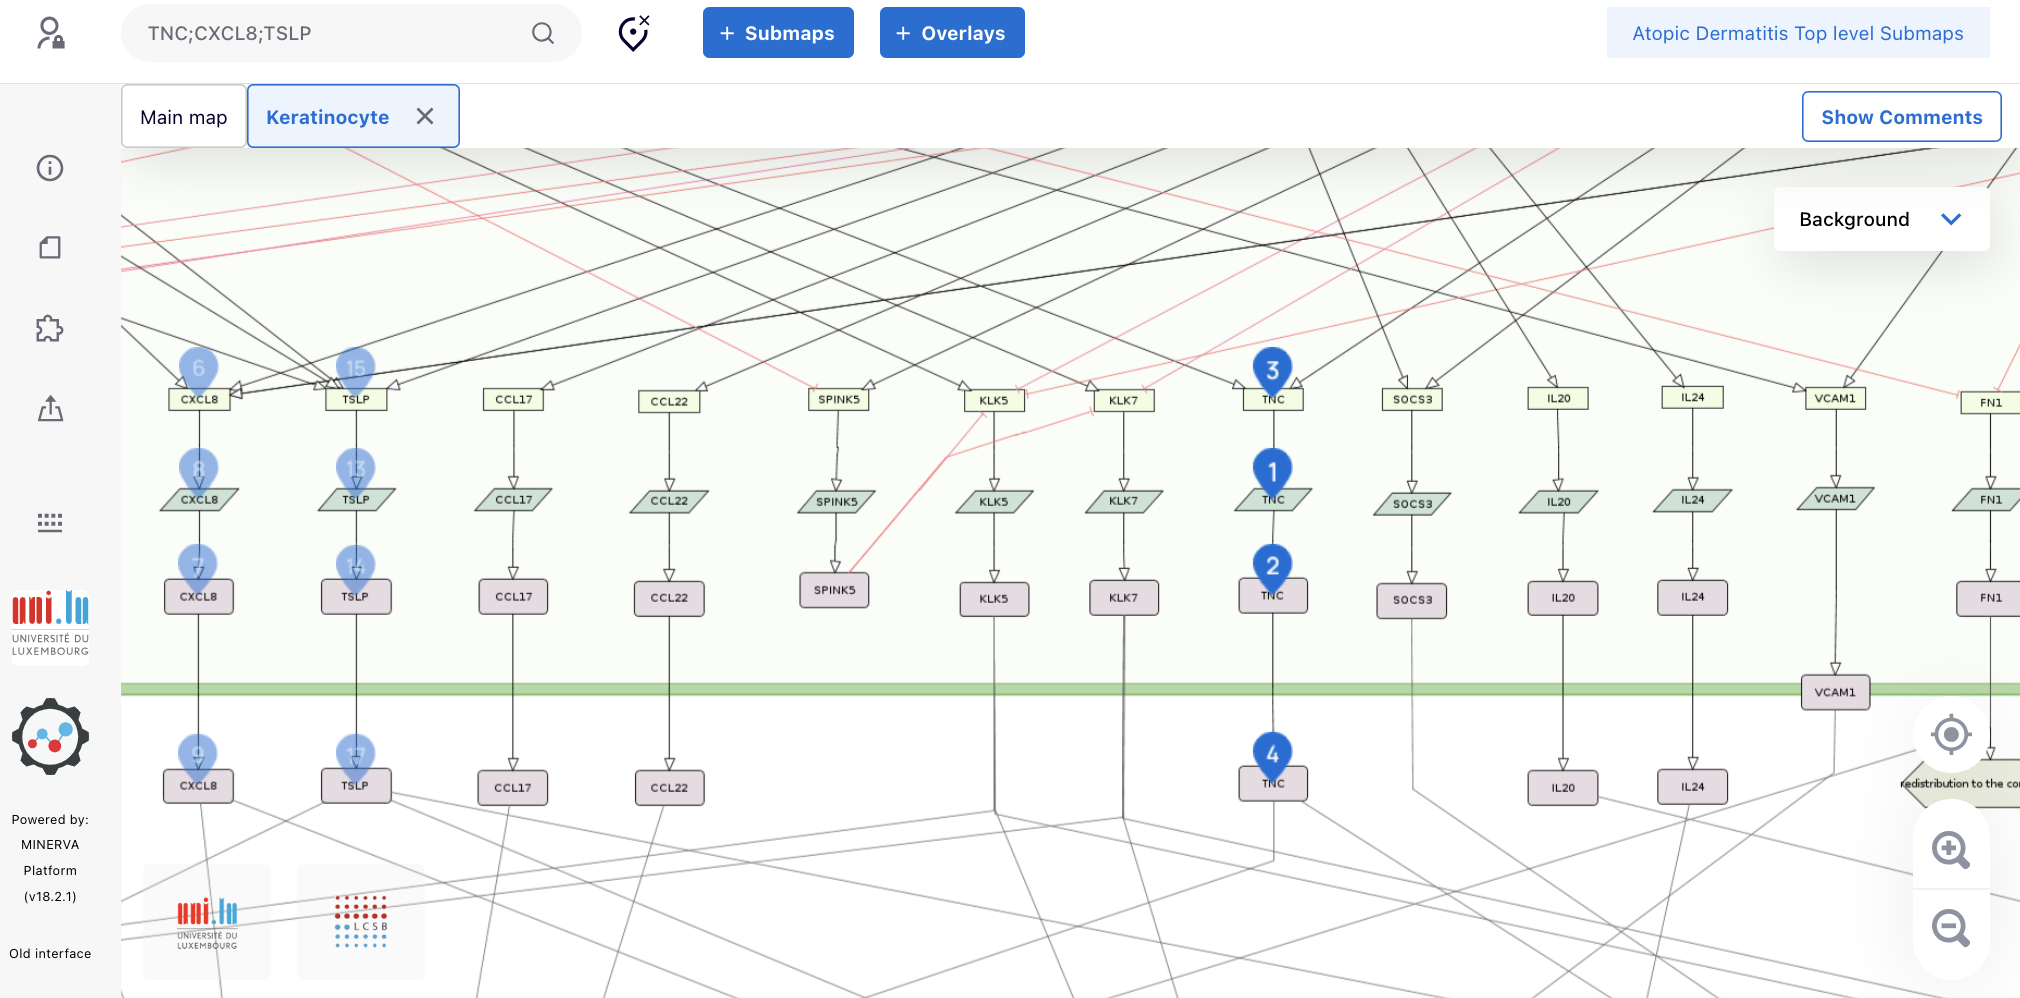 TNC;CXCL8;TSLP
+ Submaps
+ Overlays
Atopic Dermatitis Top level Submaps
Main map
Keratinocyte
Show Comments
Background
6
15
3
CXCL8
TSLP
CCL17
CCL22
SPINK5
KLK5
KLK7
TNC
SOCS3
IL20
IL24
VCAM1
FN1
8
13
1
CXCL8
TSLP
CCL17
CCL22
SPINK5
KLK5
KLK7
TNC
SOCS3
IL20
IL24
VCAM1
FN1
7
2
CXCL8
TSLP
CCL17
CCL22
SPINK5
KLK5
KLK7
TNC
SOCS3
IL20
IL24
FN1
VCAM1
9
17
4
CXCL8
TSLP
CCL17
CCL22
TNC
IL20
IL24
redistribution to the
uni.lu
UNIVERSITÉ DU
LUXEMBOURG
Powered by:
MINERVA
Platform
(v18.2.1)
Old interface
uni.lu
UNIVERSITÉ DU
LUXEMBOURG
LCSB